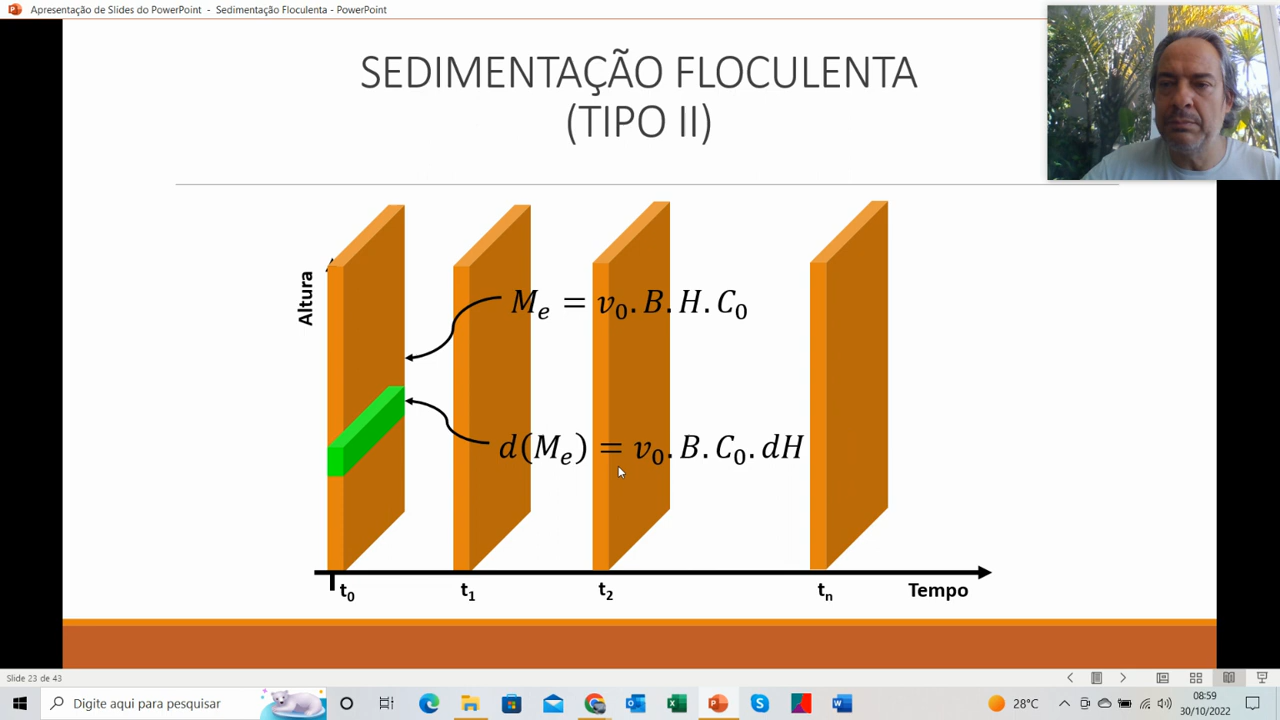 Apresentação de Slides do PowerPoint - Sedimentação Floculenta - PowerPoint
SEDIMENTAÇÃO FLOCULENTA
(TIPO II)
Altura
Mₑ = v₀.B.H.C₀
d(Mₑ) = v₀.B.C₀.dH
t₀ t₁ t₂ tₙ Tempo
Slide 23 de 43
Digite aqui para pesquisar
28°C
08:59
30/10/2022